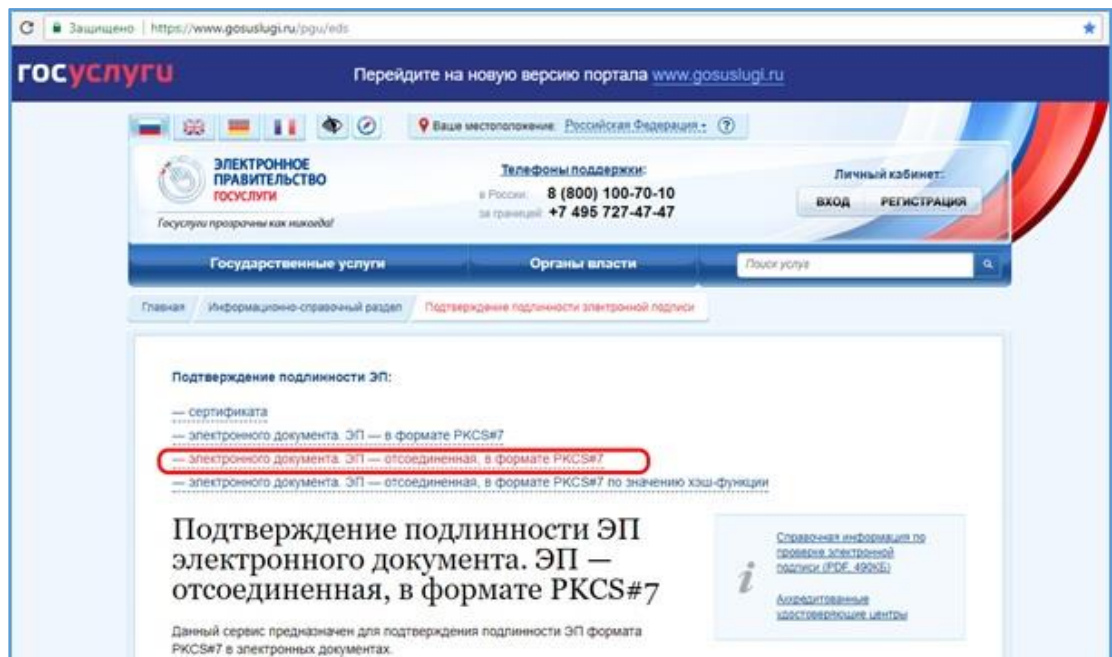 Защищено | https://www.gosuslugi.ru/pgu/eds
госуслуги
Перейдите на новую версию портала www.gosuslugi.ru
Ваше местоположение: Российская Федерация ?
ЭЛЕКТРОННОЕ
ПРАВИТЕЛЬСТВО
ГОСУСЛУГИ
Госуслуги прозрачны как никогда!
Телефоны поддержки:
в России: 8 (800) 100-70-10
за границей: +7 495 727-47-47
Личный кабинет:
ВХОД РЕГИСТРАЦИЯ
Государственные услуги Органы власти Поиск услуг
Главная Информационно-справочный раздел Подтверждение подлинности электронной подписи
Подтверждение подлинности ЭП:
— сертификата
— электронного документа. ЭП — в формате PKCS#7
— электронного документа. ЭП — отсоединенная, в формате PKCS#7
— электронного документа. ЭП — отсоединенная, в формате PKCS#7 по значению хэш-функции
Подтверждение подлинности ЭП
электронного документа. ЭП —
отсоединенная, в формате PKCS#7
Данный сервис предназначен для подтверждения подлинности ЭП формата
PKCS#7 в электронных документах.
i
Справочная информация по
проверке электронной
подписи (PDF, 490КБ)
Аккредитованные
удостоверяющие центры